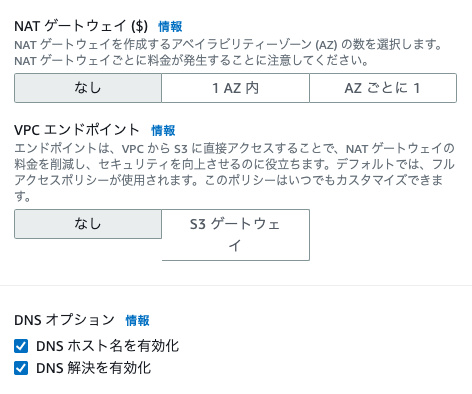 NAT ゲートウェイ ($) 情報
NAT ゲートウェイを作成するアベイラビリティーゾーン (AZ) の数を選択します。
NAT ゲートウェイごとに料金が発生することに注意してください。
なし 1 AZ 内 AZ ごとに 1
VPC エンドポイント 情報
エンドポイントは、VPC から S3 に直接アクセスすることで、NAT ゲートウェイの
料金を削減し、セキュリティを向上させるのに役立ちます。デフォルトでは、フル
アクセスポリシーが使用されます。このポリシーはいつでもカスタマイズできま
す。
なし S3 ゲートウェ
イ
DNS オプション 情報
DNS ホスト名を有効化
DNS 解決を有効化